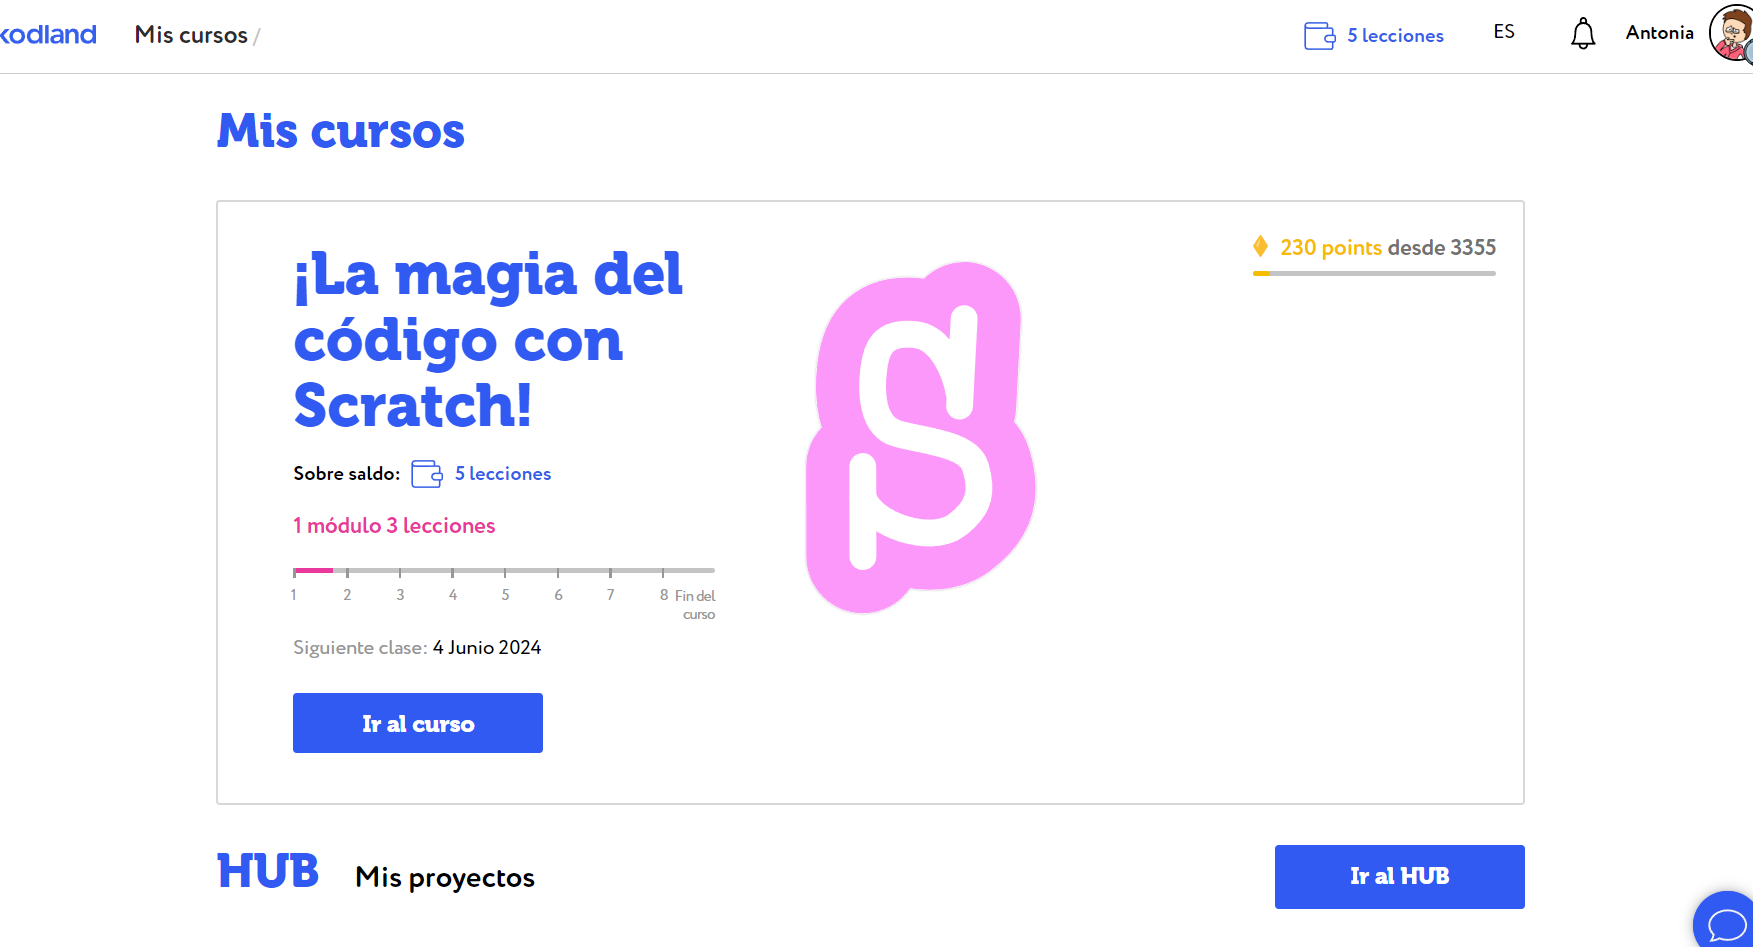 kodland
Mis cursos /
5 lecciones
ES
Antonia
Mis cursos
¡La magia del
código con
Scratch!
230 points desde 3355
Sobre saldo: 5 lecciones
1 módulo 3 lecciones
1 2 3 4 5 6 7 8 Fin del
curso
Siguiente clase: 4 Junio 2024
Ir al curso
HUB Mis proyectos
Ir al HUB